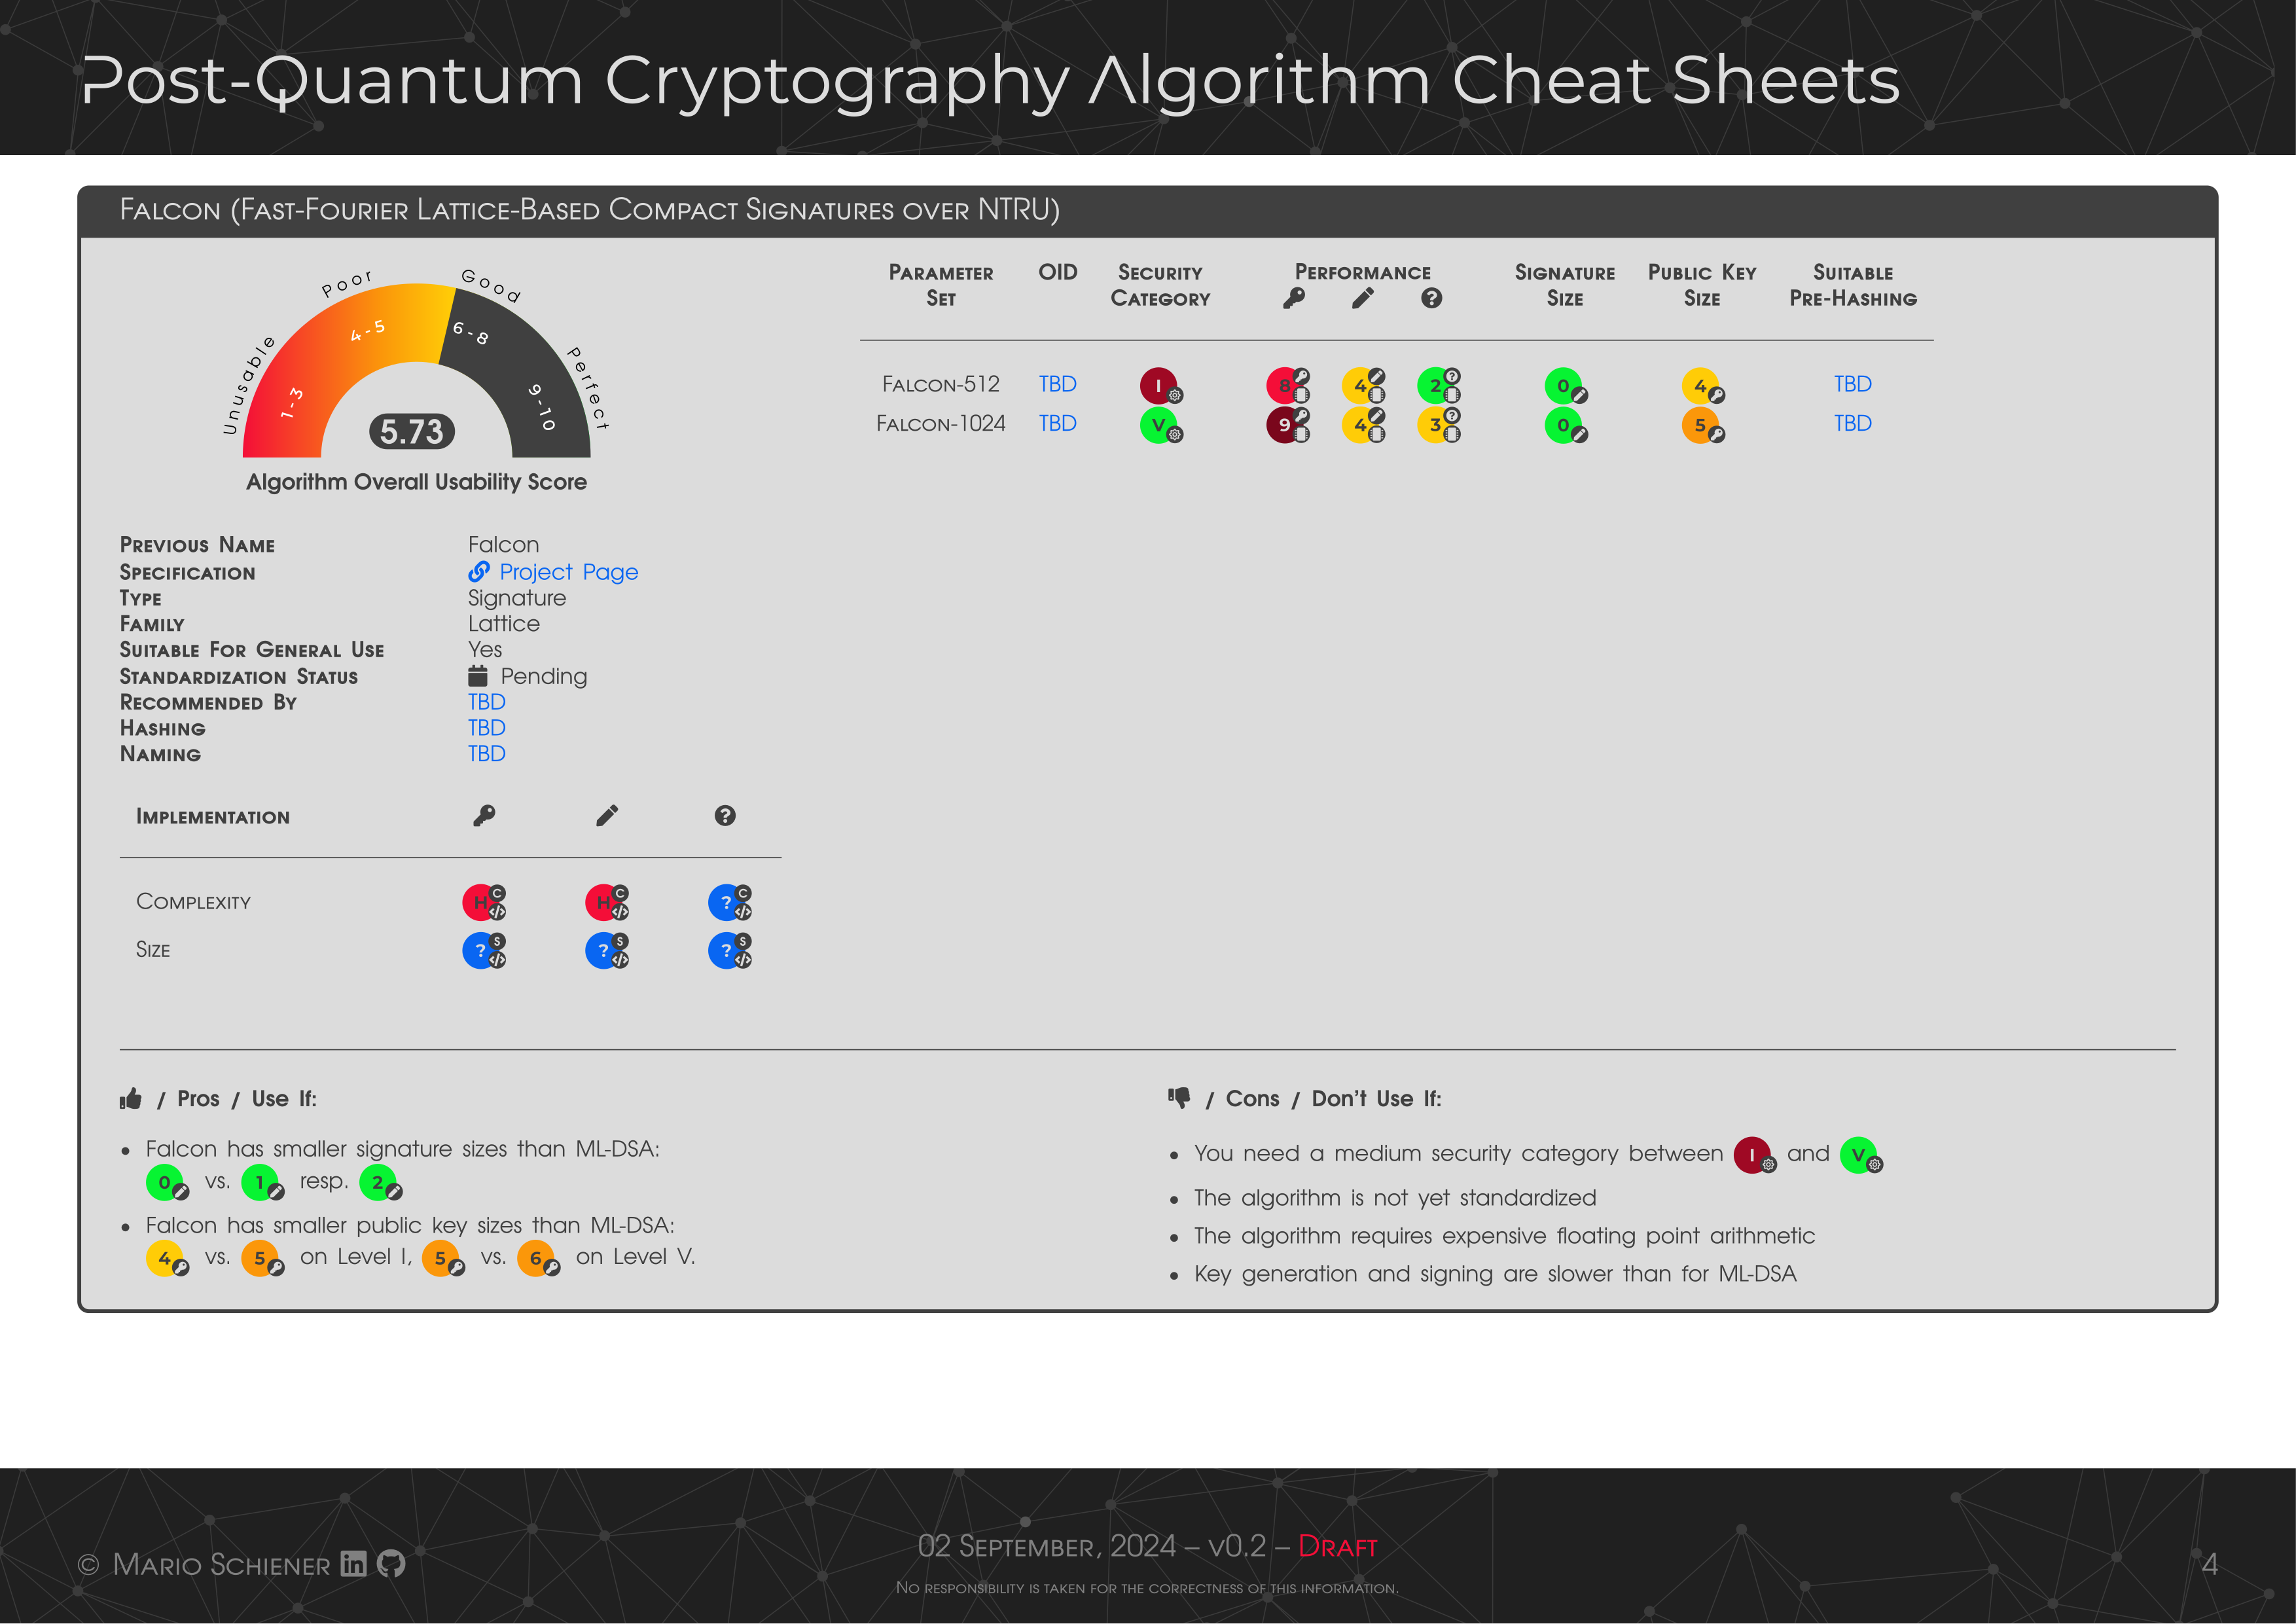 Post-Quantum Cryptography Algorithm Cheat Sheets
Falcon (Fast-Fourier Lattice-Based Compact Signatures over NTRU)
Unusable Poor Good Perfect
1-3 4-5 6-8 9-10
5.73
Algorithm Overall Usability Score
Previous Name Falcon
Specification Project Page
Type Signature
Family Lattice
Suitable For General Use Yes
Standardization Status Pending
Recommended By TBD
Hashing TBD
Naming TBD
Implementation ?
Complexity H C H C ? C
Size ? S ? S ? S
Parameter Set OID Security Category Performance Signature Size Public Key Size Suitable Pre-Hashing
?
Falcon-512 TBD I 8 4 2 ? 0 4 TBD
Falcon-1024 TBD V 9 4 3 ? 0 5 TBD
/ Pros / Use If:
• Falcon has smaller signature sizes than ML-DSA:
0 vs. 1 resp. 2
• Falcon has smaller public key sizes than ML-DSA:
4 vs. 5 on Level I, 5 vs. 6 on Level V.
/ Cons / Don't Use If:
• You need a medium security category between I and V
• The algorithm is not yet standardized
• The algorithm requires expensive floating point arithmetic
• Key generation and signing are slower than for ML-DSA
© Mario Schiener in
02 September, 2024 – v0.2 – Draft
No responsibility is taken for the correctness of this information.
4